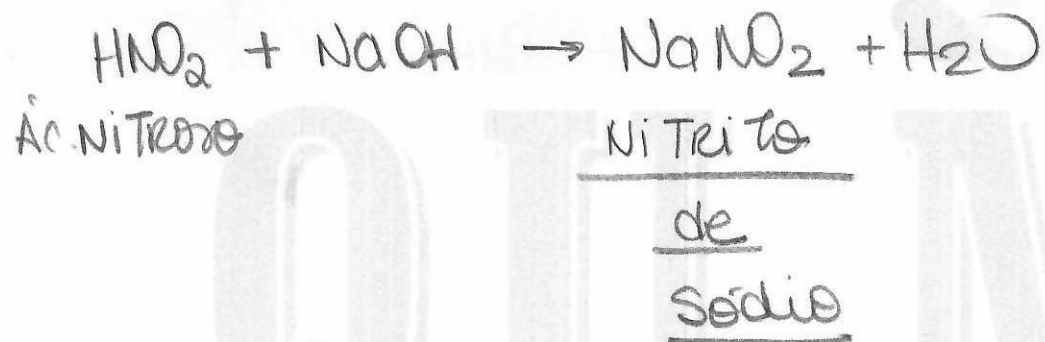 HNO₂ + NaOH → NaNO₂ + H₂O
ÁC. NiTROSO NiTRiTO
de
Sódio